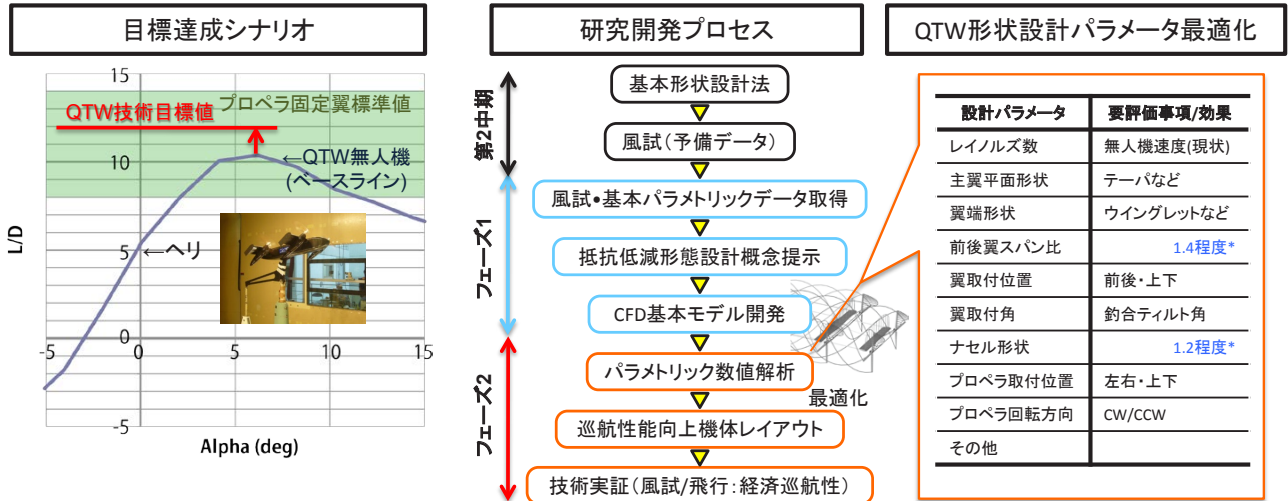 目標達成シナリオ
15
プロペラ固定翼標準値
QTW技術目標値
10
←QTW無人機
(ベースライン)
L/D
5
←ヘリ
0
-5
0
5
10
15
-5
Alpha (deg)
研究開発プロセス
第2中期
フェーズ1
フェーズ2
基本形状設計法
風試(予備データ)
風試•基本パラメトリックデータ取得
抵抗低減形態設計概念提示
CFD基本モデル開発
パラメトリック数値解析
最適化
巡航性能向上機体レイアウト
技術実証(風試/飛行:経済巡航性)
QTW形状設計パラメータ最適化
設計パラメータ 要評価事項/効果
レイノルズ数 無人機速度(現状)
主翼平面形状 テーパなど
翼端形状 ウイングレットなど
前後翼スパン比 1.4程度*
翼取付位置 前後・上下
翼取付角 釣合ティルト角
ナセル形状 1.2程度*
プロペラ取付位置 左右・上下
プロペラ回転方向 CW/CCW
その他